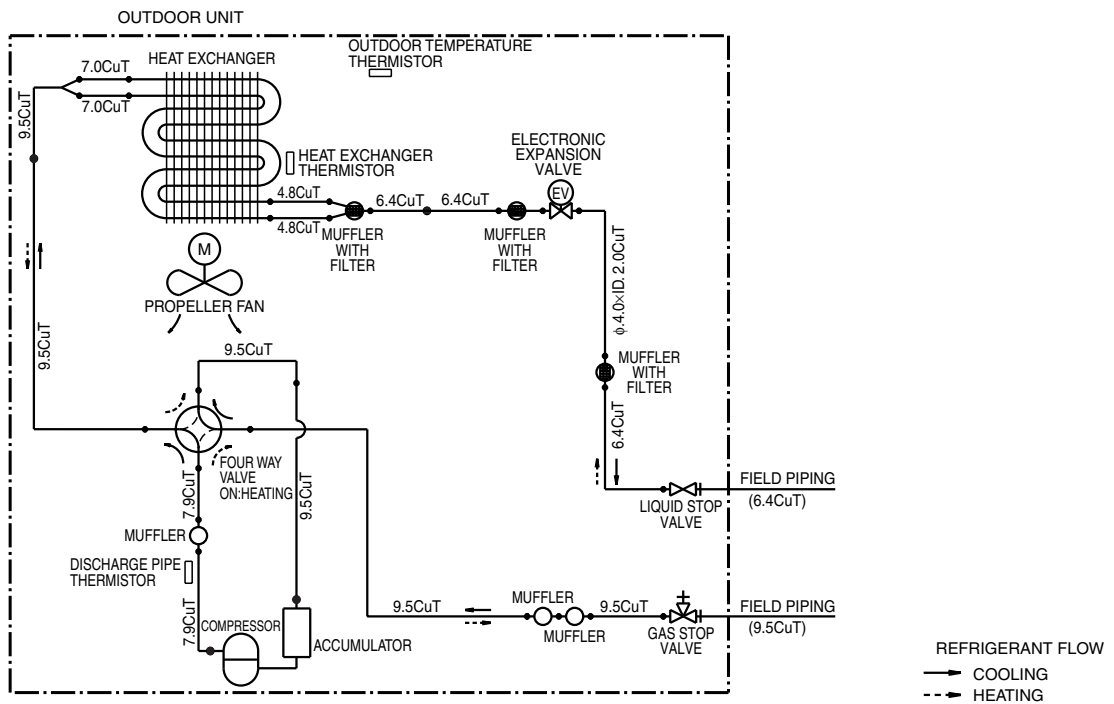 OUTDOOR UNIT
OUTDOOR TEMPERATURE
THERMISTOR
HEAT EXCHANGER
7.0CuT
7.0CuT
9.5CuT
HEAT EXCHANGER
THERMISTOR
ELECTRONIC
EXPANSION
VALVE
EV
4.8CuT
4.8CuT
6.4CuT
6.4CuT
MUFFLER
WITH
FILTER
MUFFLER
WITH
FILTER
M
PROPELLER FAN
9.5CuT
9.5CuT
ϕ.4.0×ID. 2.0CuT
MUFFLER
WITH
FILTER
6.4CuT
FOUR WAY
VALVE
ON:HEATING
7.9CuT
9.5CuT
LIQUID STOP
VALVE
FIELD PIPING
(6.4CuT)
MUFFLER
DISCHARGE PIPE
THERMISTOR
7.9CuT
COMPRESSOR
ACCUMULATOR
9.5CuT
MUFFLER
MUFFLER
9.5CuT
GAS STOP
VALVE
FIELD PIPING
(9.5CuT)
REFRIGERANT FLOW
COOLING
HEATING